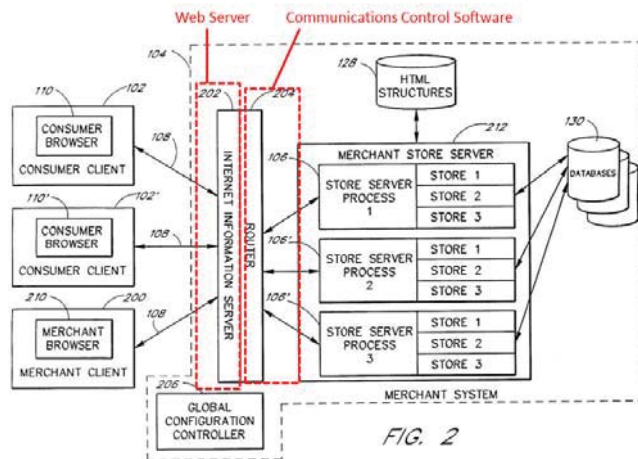 Web Server
Communications Control Software
104
110
102
CONSUMER BROWSER
CONSUMER CLIENT
110'
102'
CONSUMER BROWSER
CONSUMER CLIENT
210
200
MERCHANT BROWSER
MERCHANT CLIENT
108
108
108
202
204
INTERNET INFORMATION SERVER
ROUTER
206
GLOBAL CONFIGURATION CONTROLLER
128
HTML STRUCTURES
212
MERCHANT STORE SERVER
106
STORE SERVER PROCESS 1
STORE 1
STORE 2
STORE 3
106'
STORE SERVER PROCESS 2
STORE 1
STORE 2
STORE 3
106"
STORE SERVER PROCESS 3
STORE 1
STORE 2
STORE 3
130
DATABASES
MERCHANT SYSTEM
FIG. 2